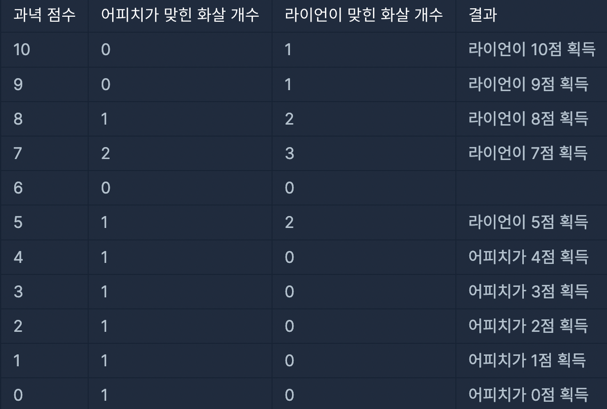 과녁 점수 어피치가 맞힌 화살 개수 라이언이 맞힌 화살 개수 결과
10 0 1 라이언이 10점 획득
9 0 1 라이언이 9점 획득
8 1 2 라이언이 8점 획득
7 2 3 라이언이 7점 획득
6 0 0
5 1 2 라이언이 5점 획득
4 1 0 어피치가 4점 획득
3 1 0 어피치가 3점 획득
2 1 0 어피치가 2점 획득
1 1 0 어피치가 1점 획득
0 1 0 어피치가 0점 획득